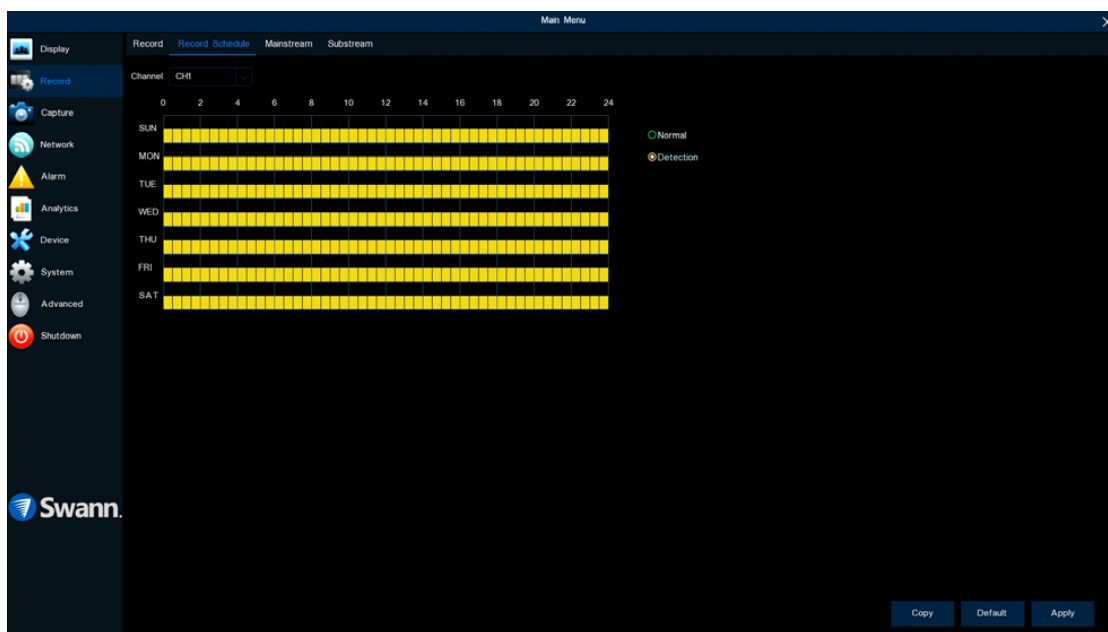 Main Menu
X
Display
Record
Capture
Network
Alarm
Analytics
Device
System
Advanced
Shutdown
Swann.
Record Record Schedule Mainstream Substream
Channel CH1
0 2 4 6 8 10 12 14 16 18 20 22 24
SUN
MON
TUE
WED
THU
FRI
SAT
Normal
Detection
Copy Default Apply